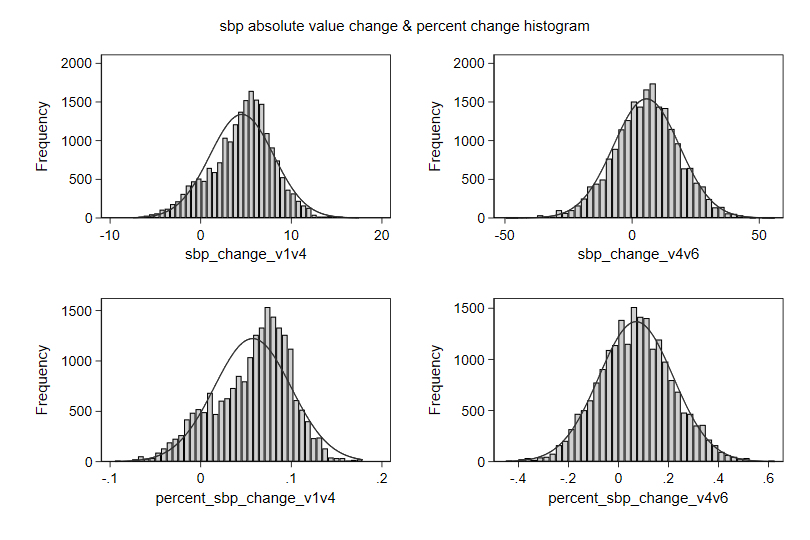 sbp absolute value change & percent change histogram
Frequency
2000
1500
1000
500
0
-10 0 10 20
sbp_change_v1v4
Frequency
2000
1500
1000
500
0
-50 0 50
sbp_change_v4v6
Frequency
1500
1000
500
0
-.1 0 .1 .2
percent_sbp_change_v1v4
Frequency
1500
1000
500
0
-.4 -.2 0 .2 .4 .6
percent_sbp_change_v4v6